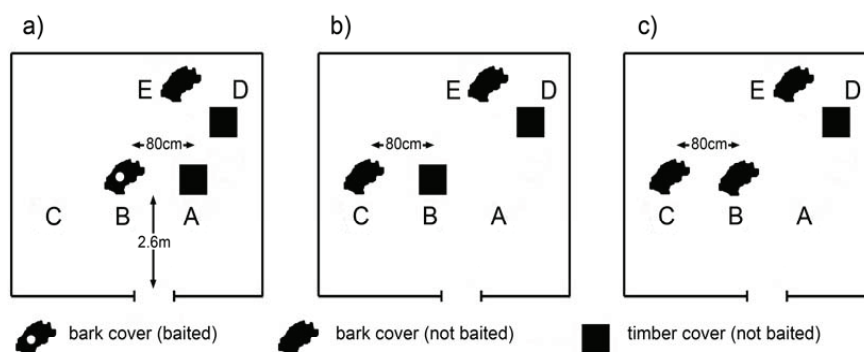 a) b) c)
E D E D E D
80cm 80cm 80cm
C B A C B A C B A
2.6m
bark cover (baited) bark cover (not baited) timber cover (not baited)